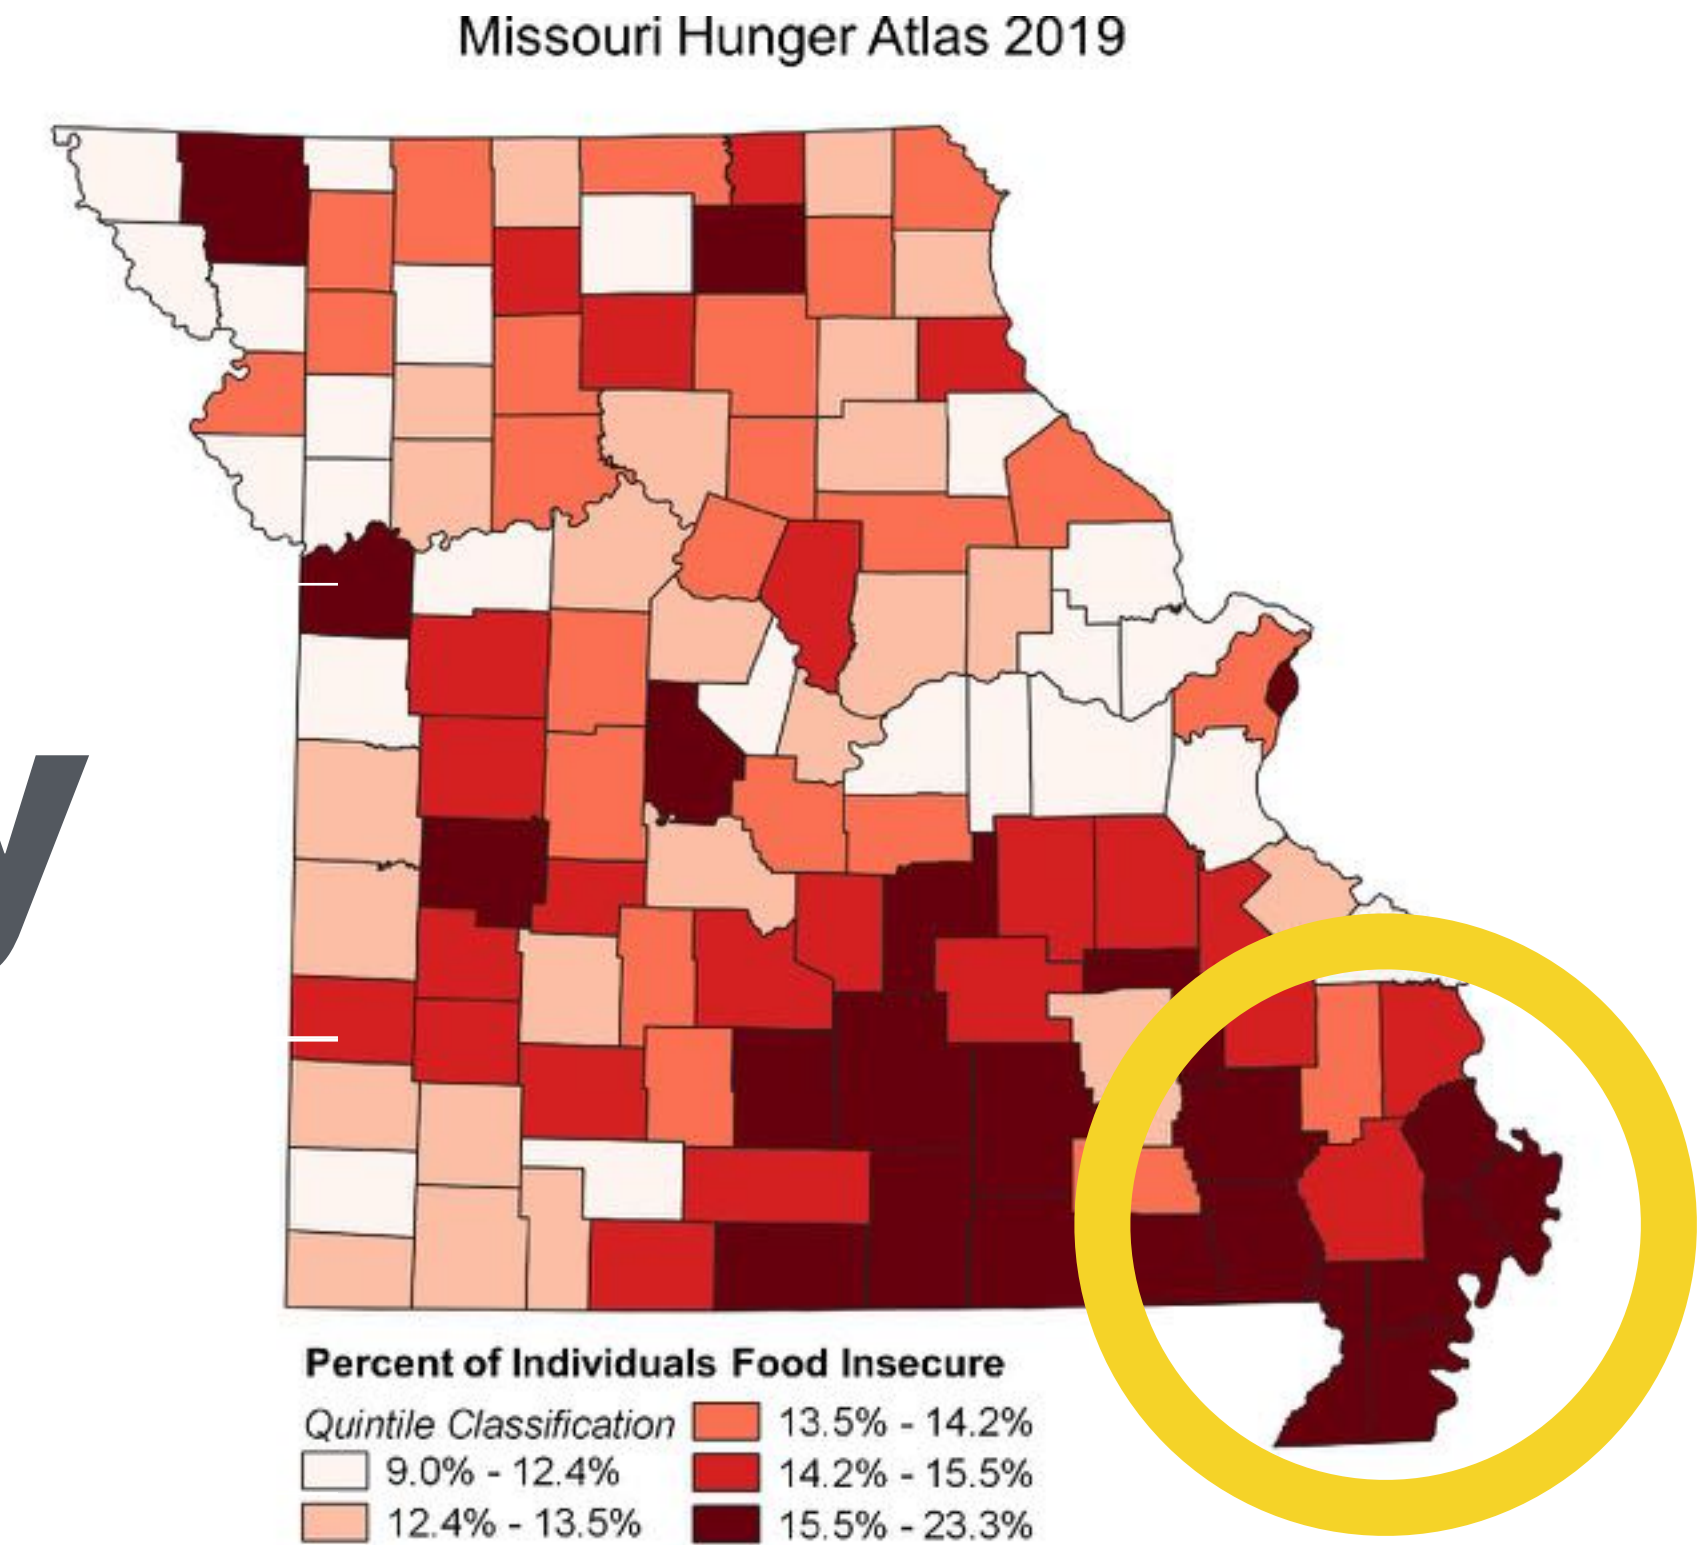 Missouri Hunger Atlas 2019
y
Percent of Individuals Food Insecure
Quintile Classification
9.0% - 12.4%
12.4% - 13.5%
13.5% - 14.2%
14.2% - 15.5%
15.5% - 23.3%